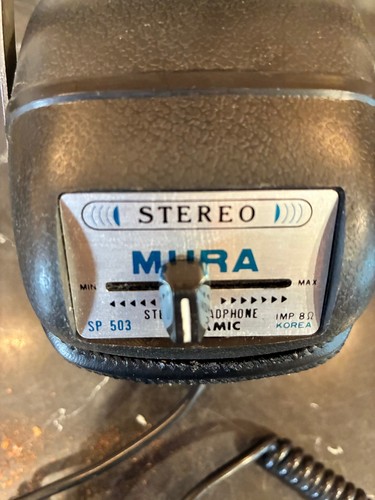 STEREO
MURA
MIN MAX
IMP. 8Ω
SP 503 KOREA